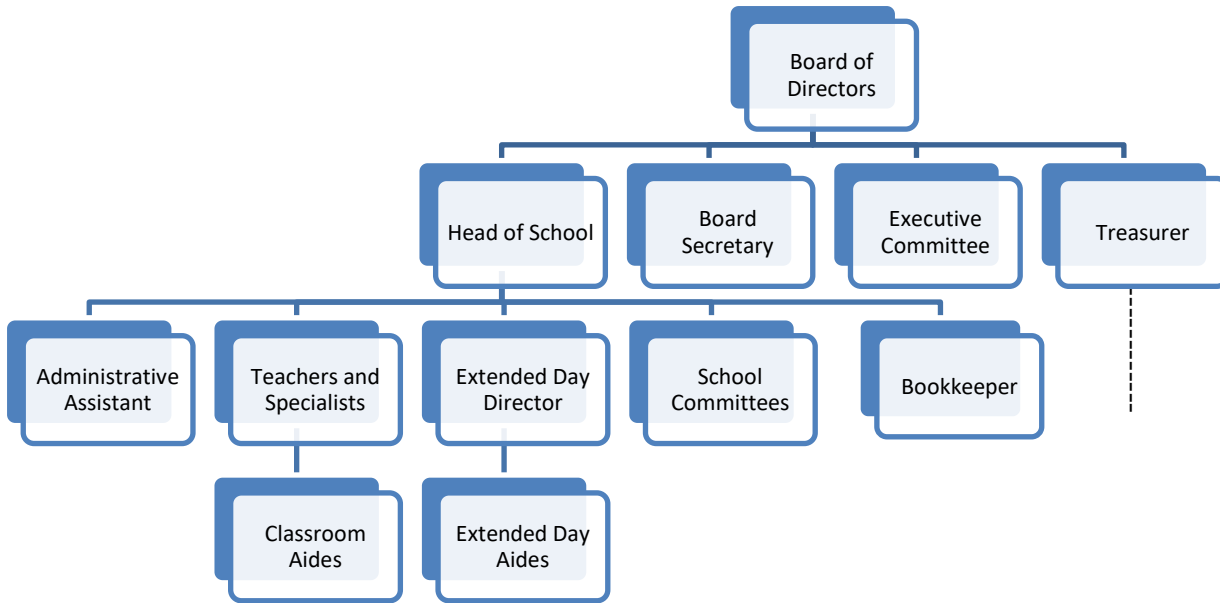 Board of
Directors
Head of School
Board
Secretary
Executive
Committee
Treasurer
Administrative
Assistant
Teachers and
Specialists
Extended Day
Director
School
Committees
Bookkeeper
Classroom
Aides
Extended Day
Aides